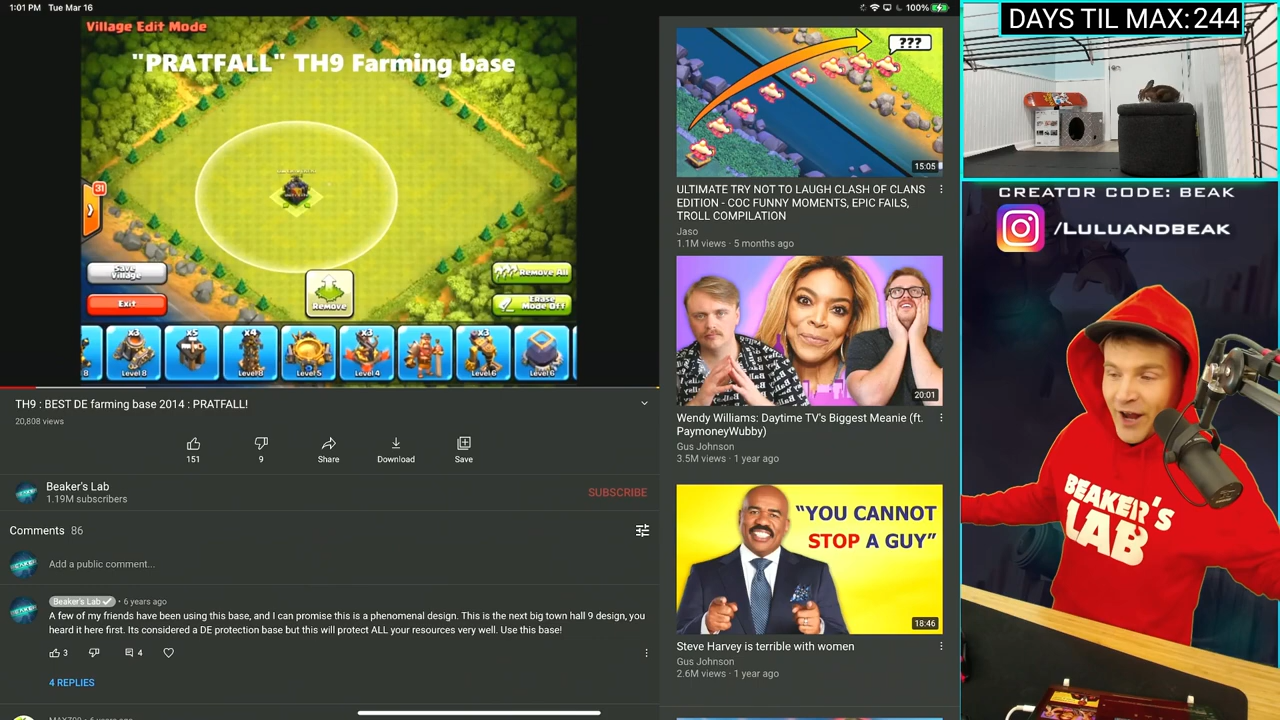 1:01 PM Tue Mar 16
100%
Village Edit Mode
"PRATFALL" TH9 Farming base
31
Save Village
Exit
Remove
Remove All
Erase Mode Off
8
x3 Level 8
x5
x4 Level 8
Level 5
x3 Level 4
x3 Level 6
Level 6
TH9 : BEST DE farming base 2014 : PRATFALL!
20,808 views
151
9
Share
Download
Save
Beaker's Lab
1.19M subscribers
SUBSCRIBE
Comments 86
Add a public comment...
Beaker's Lab • 6 years ago
A few of my friends have been using this base, and I can promise this is a phenomenal design. This is the next big town hall 9 design, you
heard it here first. Its considered a DE protection base but this will protect ALL your resources very well. Use this base!
3
4
4 REPLIES
???
15:05
ULTIMATE TRY NOT TO LAUGH CLASH OF CLANS
EDITION - COC FUNNY MOMENTS, EPIC FAILS,
TROLL COMPILATION
Jaso
1.1M views · 5 months ago
20:01
Wendy Williams: Daytime TV's Biggest Meanie (ft.
PaymoneyWubby)
Gus Johnson
3.5M views · 1 year ago
"YOU CANNOT
STOP A GUY"
18:46
Steve Harvey is terrible with women
Gus Johnson
2.6M views · 1 year ago
DAYS TIL MAX: 244
CREATOR CODE: BEAK
/LULUANDBEAK
BEAKER'S
LAB